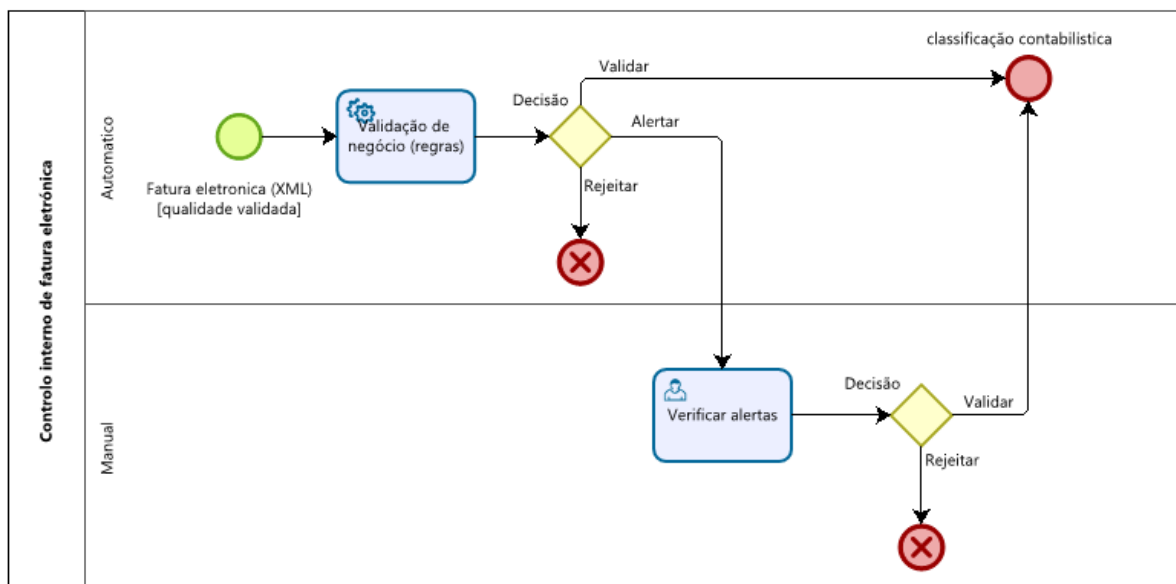 Controlo interno de fatura eletrónica
Automatico
Fatura eletronica (XML)
[qualidade validada]
Validação de
negócio (regras)
Decisão
Validar
Alertar
Rejeitar
classificação contabilistica
Manual
Verificar alertas
Decisão
Validar
Rejeitar